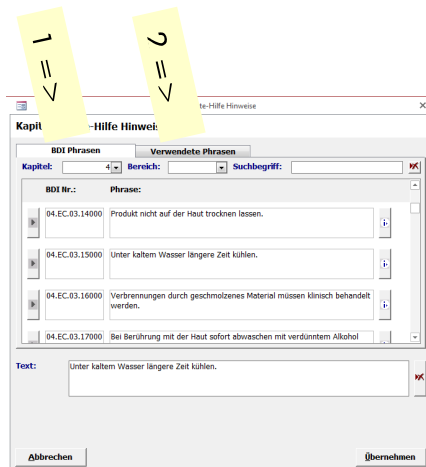 1 =>
2 =>
te-Hilfe Hinweise
Kapit
-Hilfe Hinwei
BDI Phrasen
Verwendete Phrasen
Kapitel: 4 Bereich: Suchbegriff:
BDI Nr.: Phrase:
04.EC.03.14000 Produkt nicht auf der Haut trocknen lassen.
04.EC.03.15000 Unter kaltem Wasser längere Zeit kühlen.
04.EC.03.16000 Verbrennungen durch geschmolzenes Material müssen klinisch behandelt
werden.
04.EC.03.17000 Bei Berührung mit der Haut sofort abwaschen mit verdünntem Alkohol
Text: Unter kaltem Wasser längere Zeit kühlen.
Abbrechen
Übernehmen